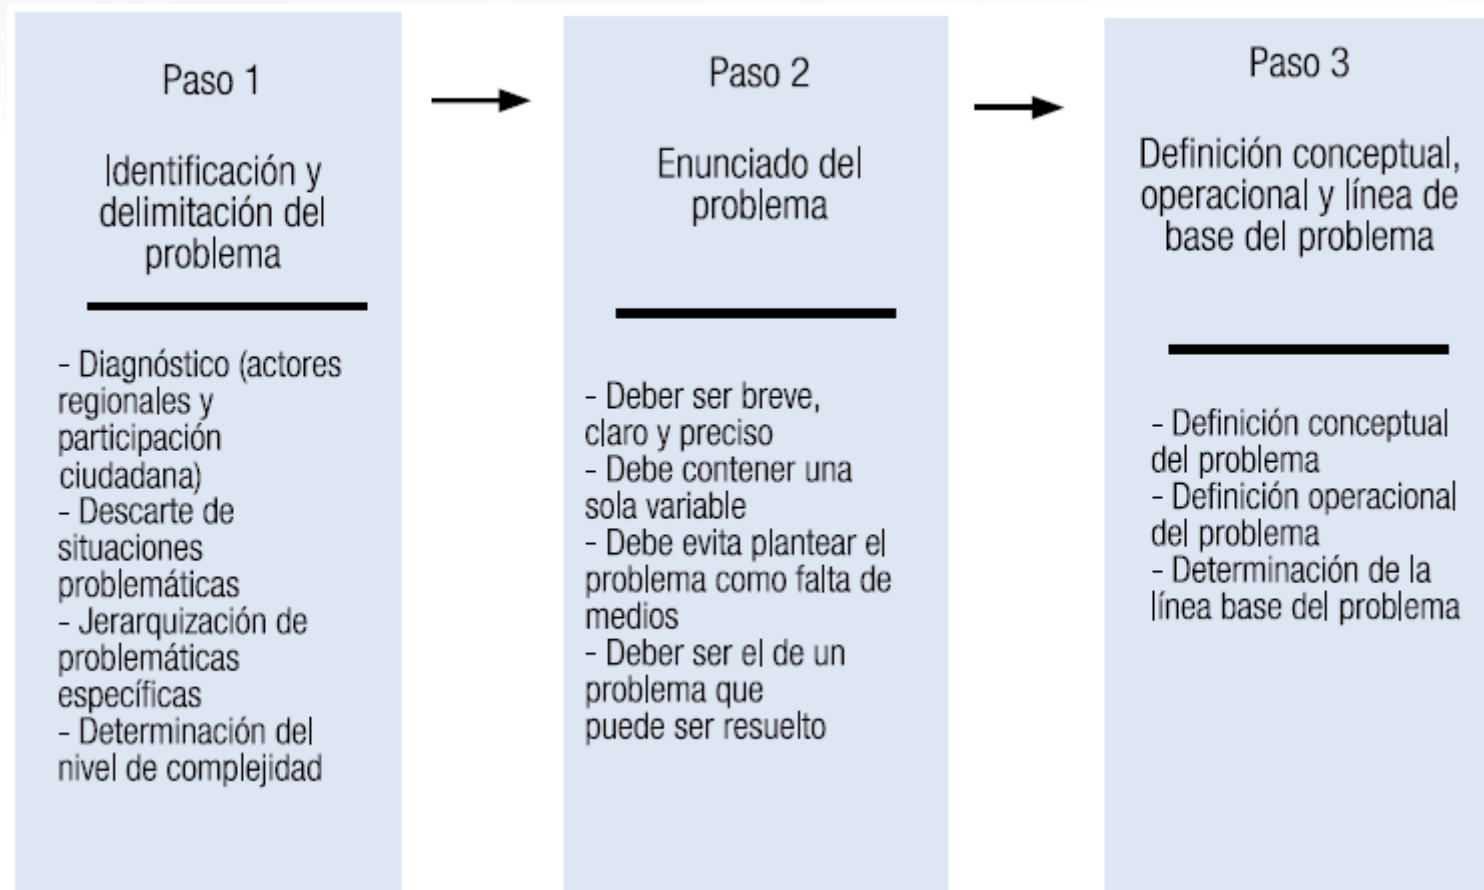 Paso 1
Identificación y
delimitación del
problema
- Diagnóstico (actores
regionales y
participación
ciudadana)
- Descarte de
situaciones
problemáticas
- Jerarquización de
problemáticas
específicas
- Determinación del
nivel de complejidad
Paso 2
Enunciado del
problema
- Deber ser breve,
claro y preciso
- Debe contener una
sola variable
- Debe evita plantear el
problema como falta de
medios
- Deber ser el de un
problema que
puede ser resuelto
Paso 3
Definición conceptual,
operacional y línea de
base del problema
- Definición conceptual
del problema
- Definición operacional
del problema
- Determinación de la
línea base del problema